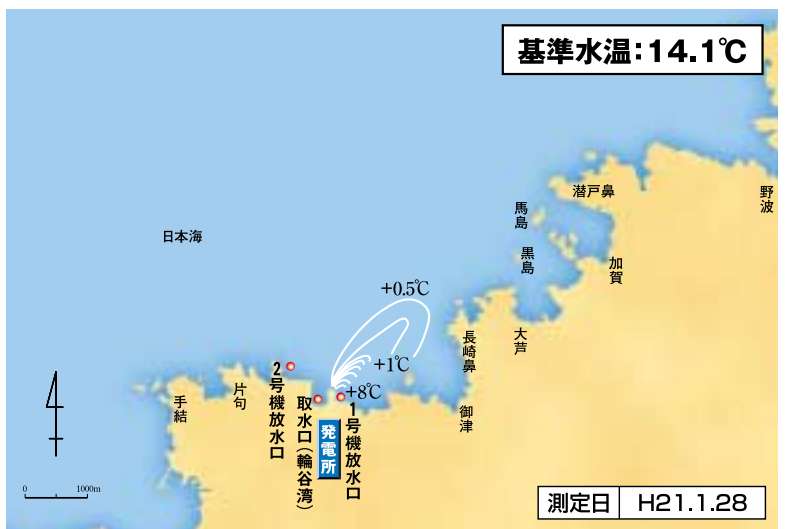 基準水温:14.1℃
潜戸鼻
野波
馬島
日本海
黒島
加賀
+0.5℃
長崎鼻
大芦
+1℃
2号機放水口
+8℃
片句
手結
取水口(輪谷湾)
発電所
1号機放水口
御津
0 1000m
測定日 H21.1.28